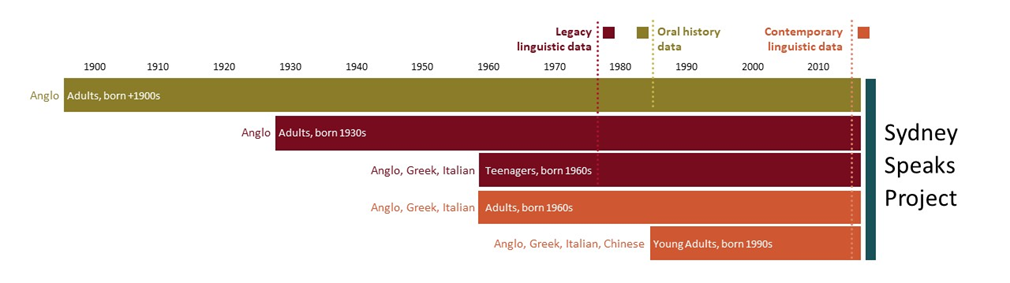 Legacy
linguistic data
Oral history
data
Contemporary
linguistic data
1900 1910 1920 1930 1940 1950 1960 1970 1980 1990 2000 2010
Anglo Adults, born +1900s
Anglo Adults, born 1930s
Anglo, Greek, Italian Teenagers, born 1960s
Anglo, Greek, Italian Adults, born 1960s
Anglo, Greek, Italian, Chinese Young Adults, born 1990s
Sydney
Speaks
Project